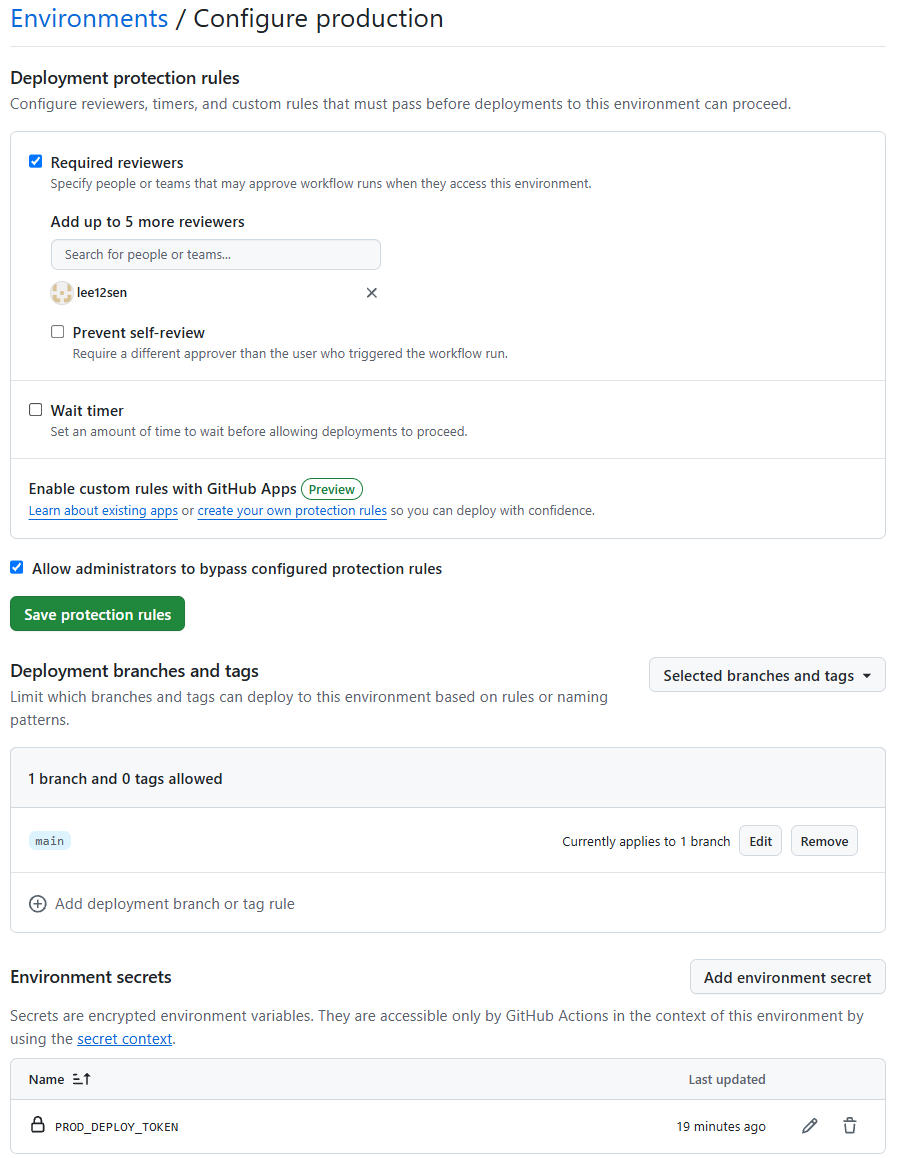 Environments / Configure production
Deployment protection rules
Configure reviewers, timers, and custom rules that must pass before deployments to this environment can proceed.
Required reviewers
Specify people or teams that may approve workflow runs when they access this environment.
Add up to 5 more reviewers
Search for people or teams...
lee12sen
Prevent self-review
Require a different approver than the user who triggered the workflow run.
Wait timer
Set an amount of time to wait before allowing deployments to proceed.
Enable custom rules with GitHub Apps Preview
Learn about existing apps or create your own protection rules so you can deploy with confidence.
Allow administrators to bypass configured protection rules
Save protection rules
Deployment branches and tags
Selected branches and tags
Limit which branches and tags can deploy to this environment based on rules or naming
patterns.
1 branch and 0 tags allowed
main Currently applies to 1 branch Edit Remove
Add deployment branch or tag rule
Environment secrets
Add environment secret
Secrets are encrypted environment variables. They are accessible only by GitHub Actions in the context of this environment by
using the secret context.
Name Last updated
PROD_DEPLOY_TOKEN 19 minutes ago